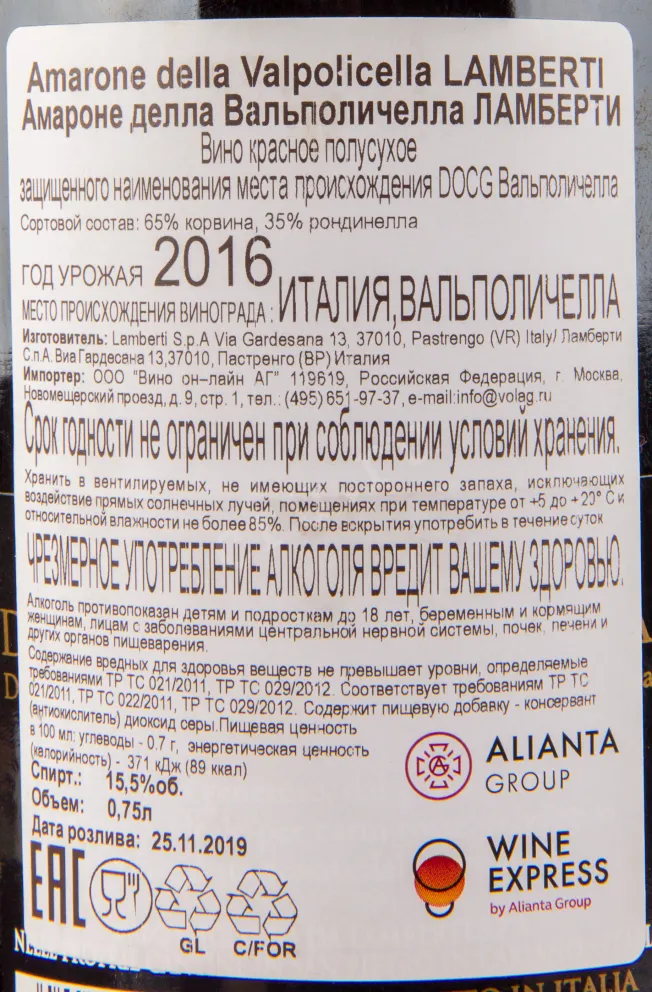 Amarone della Valpolicella LAMBERTI
Амароне делла Вальполичелла ЛАМБЕРТИ
Вино красное полусухое
защищенного наименования места происхождения DOCG Вальполичелла
Сортовой состав: 65% корвина, 35% рондинелла
ГОД УРОЖАЯ 2016
МЕСТО ПРОИСХОЖДЕНИЯ ВИНОГРАДА: ИТАЛИЯ, ВАЛЬПОЛИЧЕЛЛА
Изготовитель: Lamberti S.p.A Via Gardesana 13, 37010, Pastrengo (VR) Italy/ Ламберти
С.п.А. Виа Гардесана 13,37010, Пастренго (ВР) Италия
Импортер: ООО "Вино он–лайн АГ" 119619, Российская Федерация, г. Москва,
Новомещерский проезд, д. 9, стр. 1, тел.: (495) 651-97-37, e-mail:info@volag.ru
Срок годности не ограничен при соблюдении условий хранения.
Хранить в вентилируемых, не имеющих постороннего запаха, исключающих
воздействие прямых солнечных лучей, помещениях при температуре от +5 до +20° С и
относительной влажности не более 85%. После вскрытия употребить в течение суток
ЧРЕЗМЕРНОЕ УПОТРЕБЛЕНИЕ АЛКОГОЛЯ ВРЕДИТ ВАШЕМУ ЗДОРОВЬЮ.
Алкоголь противопоказан детям и подросткам до 18 лет, беременным и кормящим
женщинам, лицам с заболеваниями центральной нервной системы, почек, печени и
других органов пищеварения.
Содержание вредных для здоровья веществ не превышает уровни, определяемые
требованиями ТР ТС 021/2011, ТР ТС 029/2012. Соответствует требованиям ТР ТС
021/2011, ТР ТС 022/2011, ТР ТС 029/2012. Содержит пищевую добавку - консервант
(антиокислитель) диоксид серы.Пищевая ценность
в 100 мл: углеводы - 0.7 г, энергетическая ценность
(калорийность) - 371 кДж (89 ккал)
Спирт.: 15,5%об.
Объем: 0,75л
Дата розлива: 25.11.2019
ALIANTA
GROUP
WINE
EXPRESS
by Alianta Group
EAC
GL
C/FOR
IN ITALIA